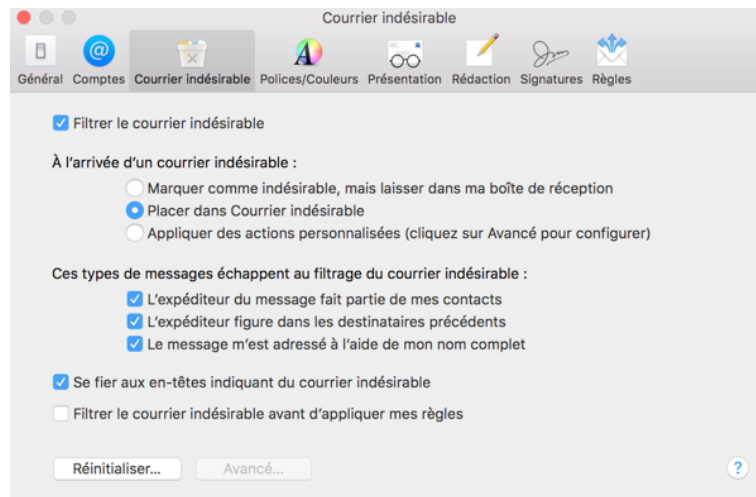 Courrier indésirable
Général Comptes Courrier indésirable Polices/Couleurs Présentation Rédaction Signatures Règles
Filtrer le courrier indésirable
À l'arrivée d'un courrier indésirable :
Marquer comme indésirable, mais laisser dans ma boîte de réception
Placer dans Courrier indésirable
Appliquer des actions personnalisées (cliquez sur Avancé pour configurer)
Ces types de messages échappent au filtrage du courrier indésirable :
L'expéditeur du message fait partie de mes contacts
L'expéditeur figure dans les destinataires précédents
Le message m'est adressé à l'aide de mon nom complet
Se fier aux en-têtes indiquant du courrier indésirable
Filtrer le courrier indésirable avant d'appliquer mes règles
Réinitialiser... Avancé... ?